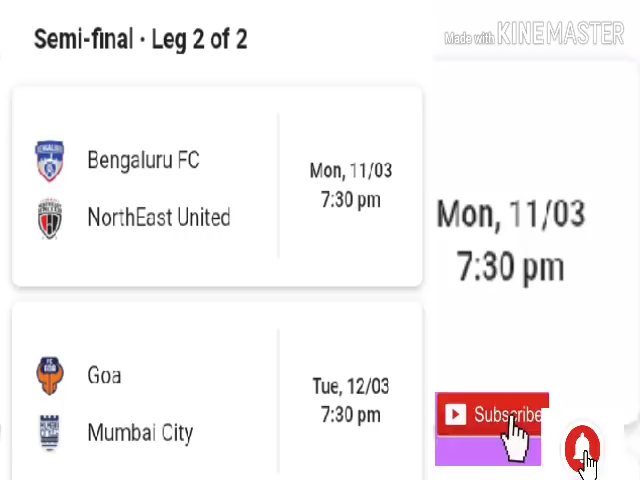 Semi-final · Leg 2 of 2
Made with KINEMASTER
Bengaluru FC
NorthEast United
Mon, 11/03
7:30 pm
Mon, 11/03
7:30 pm
Goa
Mumbai City
Tue, 12/03
7:30 pm
Subscribe